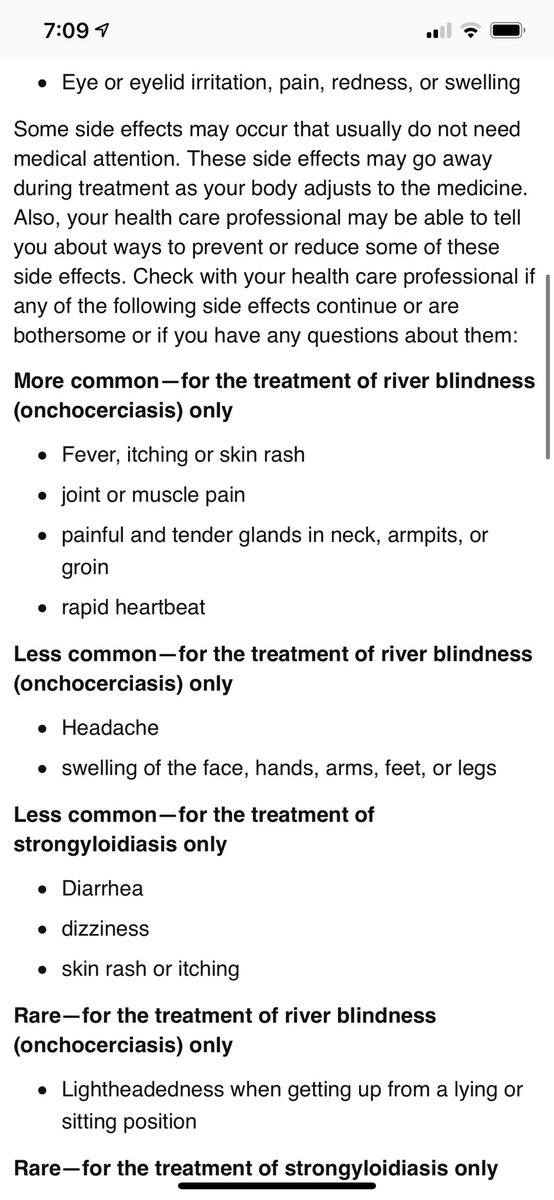 7:09
• Eye or eyelid irritation, pain, redness, or swelling
Some side effects may occur that usually do not need
medical attention. These side effects may go away
during treatment as your body adjusts to the medicine.
Also, your health care professional may be able to tell
you about ways to prevent or reduce some of these
side effects. Check with your health care professional if
any of the following side effects continue or are
bothersome or if you have any questions about them:
More common—for the treatment of river blindness
(onchocerciasis) only
• Fever, itching or skin rash
• joint or muscle pain
• painful and tender glands in neck, armpits, or
groin
• rapid heartbeat
Less common—for the treatment of river blindness
(onchocerciasis) only
• Headache
• swelling of the face, hands, arms, feet, or legs
Less common—for the treatment of
strongyloidiasis only
• Diarrhea
• dizziness
• skin rash or itching
Rare—for the treatment of river blindness
(onchocerciasis) only
• Lightheadedness when getting up from a lying or
sitting position
Rare—for the treatment of strongyloidiasis only